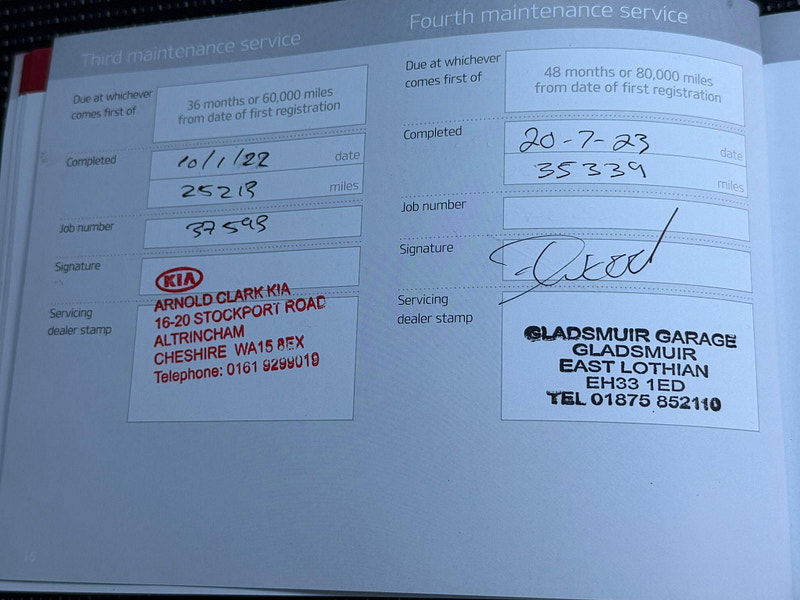 Third maintenance service
Due at whichever
comes first of
36 months or 60,000 miles
from date of first registration
Completed
10/1/22
date
25213
miles
Job number
37593
Signature
Servicing
dealer stamp
KIA
ARNOLD CLARK KIA
16-20 STOCKPORT ROAD
ALTRINCHAM
CHESHIRE WA15 8EX
Telephone: 0161 9299019
16
Fourth maintenance service
Due at whichever
comes first of
48 months or 80,000 miles
from date of first registration
Completed
20-7-23
date
35339
miles
Job number
Signature
Servicing
dealer stamp
GLADSMUIR GARAGE
GLADSMUIR
EAST LOTHIAN
EH33 1ED
TEL 01875 852110